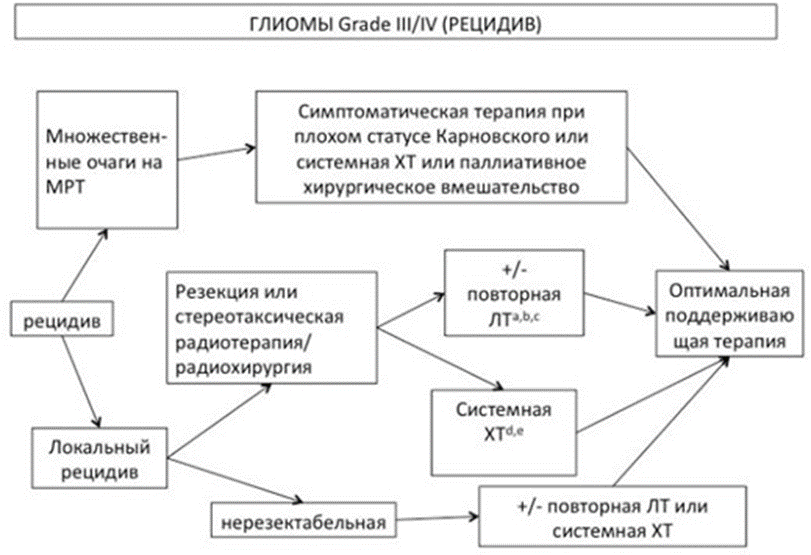 ГЛИОМЫ Grade III/IV (РЕЦИДИВ)
Множествен-
ные очаги на
МРТ
Симптоматическая терапия при
плохом статусе Карновского или
системная ХТ или паллиативное
хирургическое вмешательство
рецидив
Резекция или
стереотаксическая
радиотерапия/
радиохирургия
+/-
повторная
ЛТa,b,c
Оптимальная
поддерживаю
щая терапия
Системная
ХТd,e
Локальный
рецидив
нерезектабельная
+/- повторная ЛТ или
системная ХТ